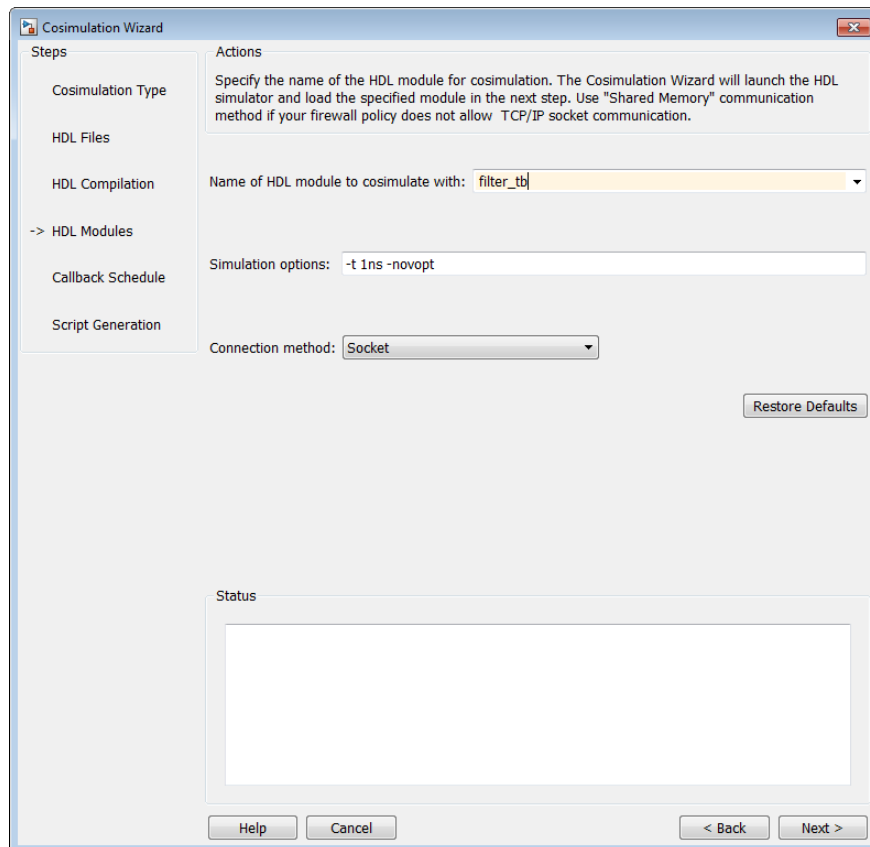 Cosimulation Wizard
Steps
Cosimulation Type
HDL Files
HDL Compilation
-> HDL Modules
Callback Schedule
Script Generation
Actions
Specify the name of the HDL module for cosimulation. The Cosimulation Wizard will launch the HDL
simulator and load the specified module in the next step. Use "Shared Memory" communication
method if your firewall policy does not allow TCP/IP socket communication.
Name of HDL module to cosimulate with: filter_tb
Simulation options: -t 1ns -novopt
Connection method: Socket
Restore Defaults
Status
Help Cancel < Back Next >